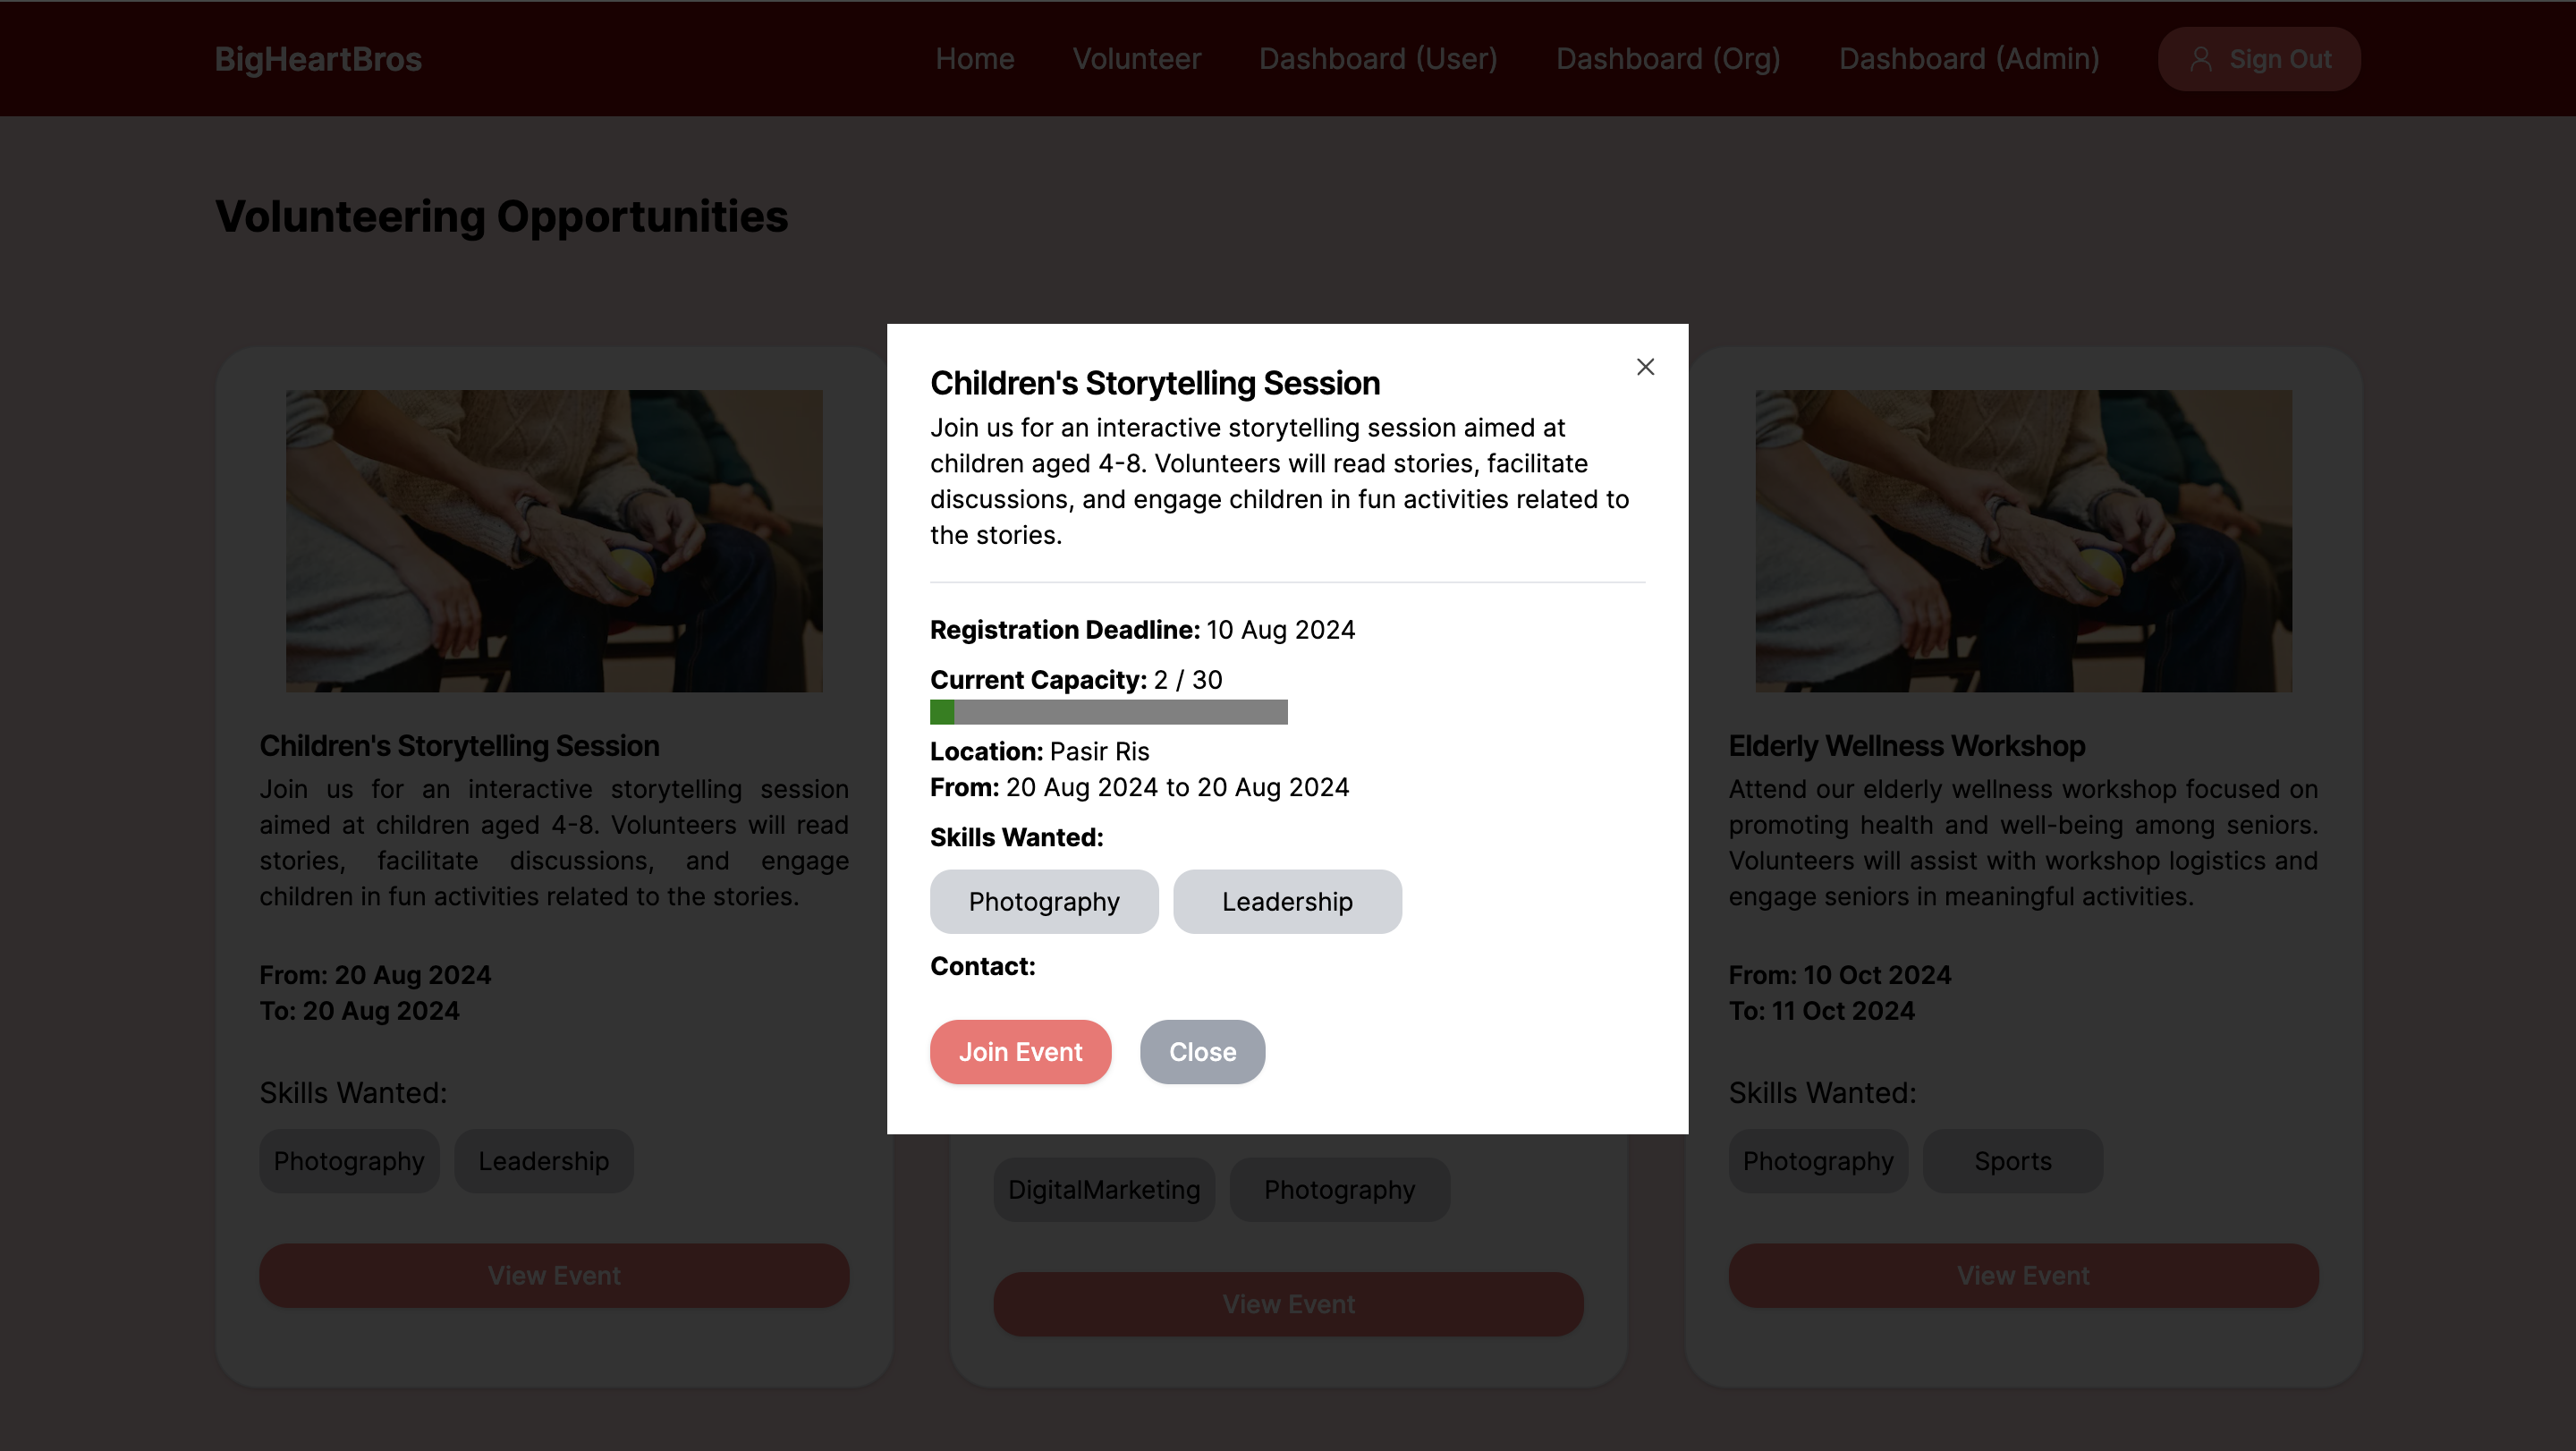 BigHeartBros
Home
Volunteer
Dashboard (User)
Dashboard (Org)
Dashboard (Admin)
Sign Out
Volunteering Opportunities
Children's Storytelling Session
Join us for an interactive storytelling session
aimed at children aged 4-8. Volunteers will read
stories, facilitate discussions, and engage
children in fun activities related to the stories.
From: 20 Aug 2024
To: 20 Aug 2024
Skills Wanted:
Photography
Leadership
View Event
Children's Storytelling Session
Join us for an interactive storytelling session aimed at
children aged 4-8. Volunteers will read stories, facilitate
discussions, and engage children in fun activities related to
the stories.
Registration Deadline: 10 Aug 2024
Current Capacity: 2 / 30
Location: Pasir Ris
From: 20 Aug 2024 to 20 Aug 2024
Skills Wanted:
Photography
Leadership
Contact:
Join Event
Close
DigitalMarketing
Photography
View Event
Elderly Wellness Workshop
Attend our elderly wellness workshop focused on
promoting health and well-being among seniors.
Volunteers will assist with workshop logistics and
engage seniors in meaningful activities.
From: 10 Oct 2024
To: 11 Oct 2024
Skills Wanted:
Photography
Sports
View Event